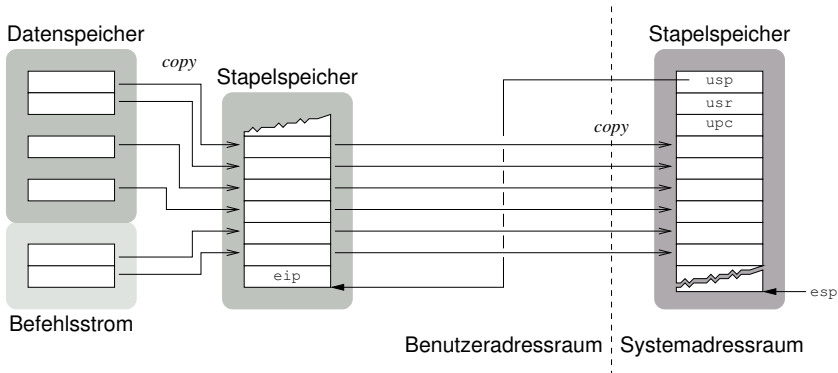 Datenspeicher
copy
Stapelspeicher
Stapelspeicher
usp
usr
upc
copy
eip
esp
Befehlsstrom
Benutzeradressraum
Systemadressraum